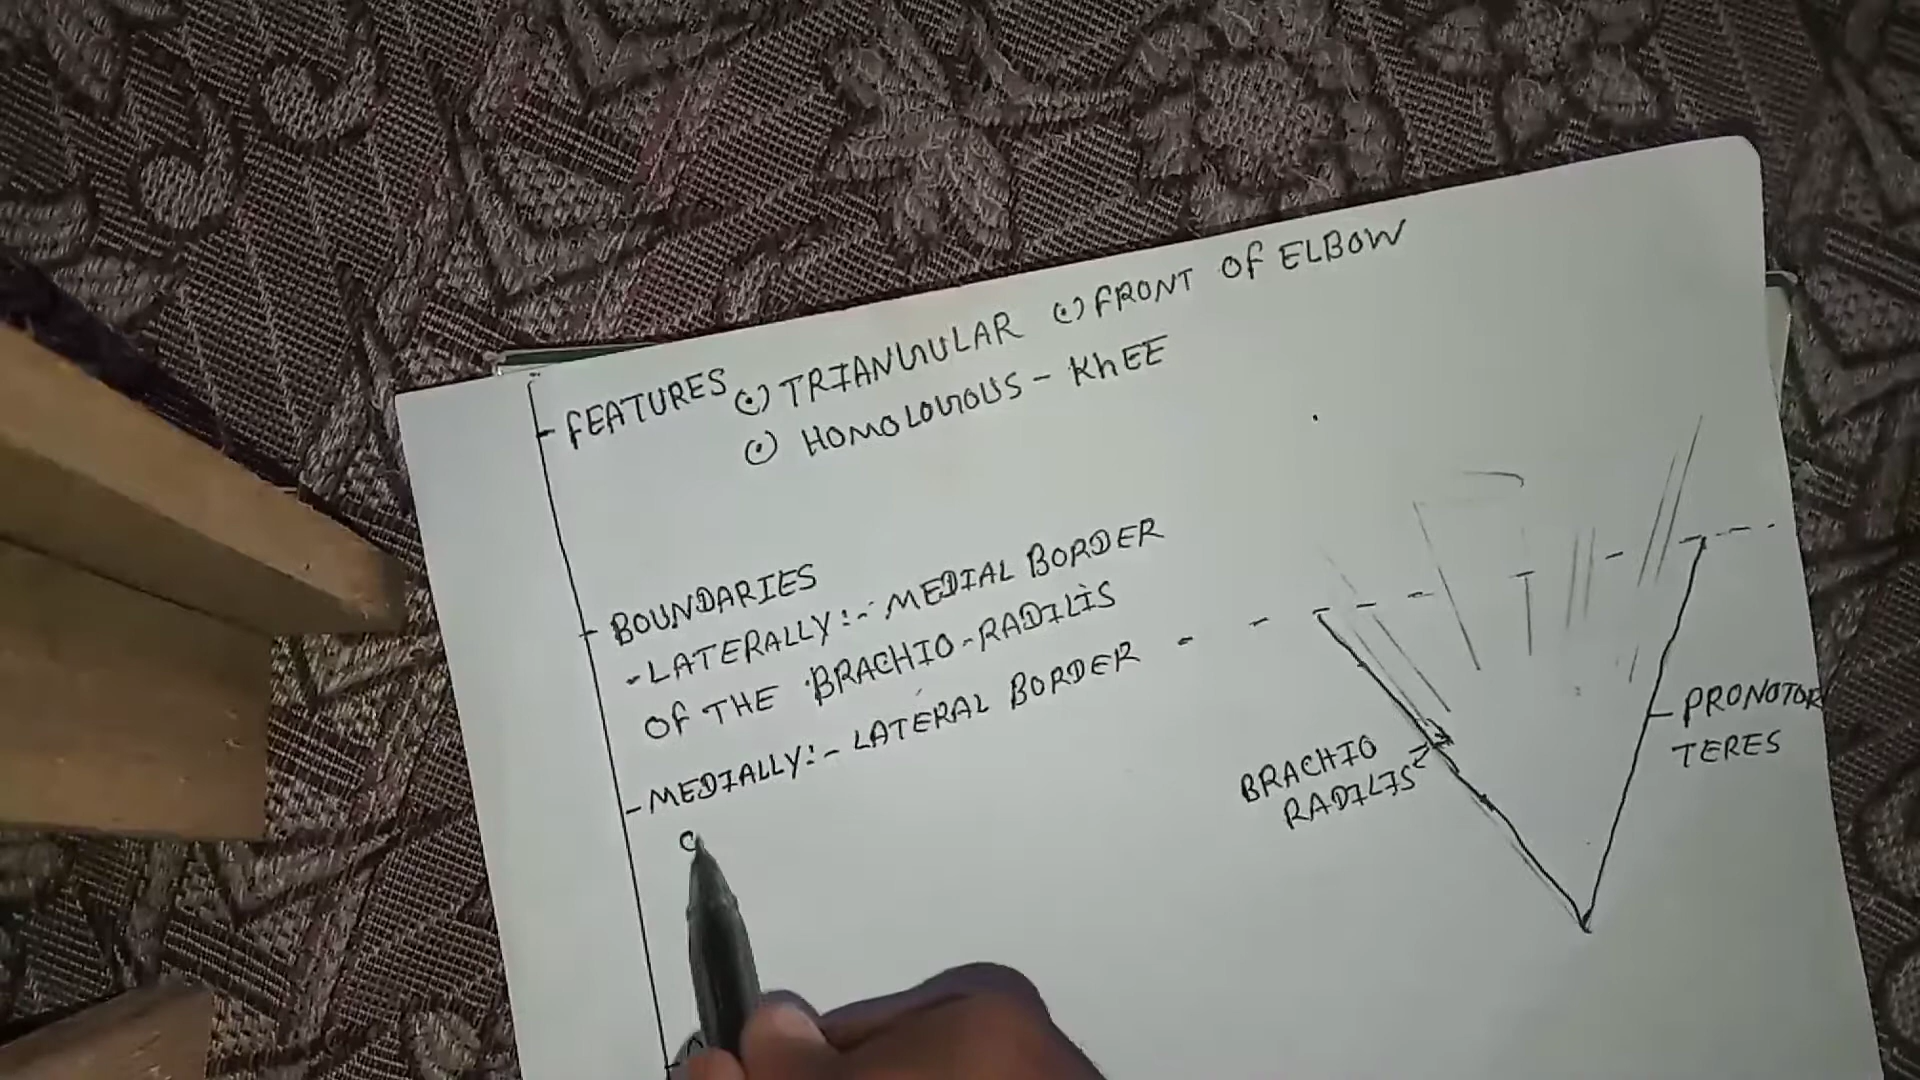 FEATURES (•) TRIANGULAR (•) FRONT OF ELBOW
(•) HOMOLOGOUS - KNEE
BOUNDARIES
- LATERALLY :- MEDIAL BORDER
OF THE BRACHIO-RADILIS
- MEDIALLY :- LATERAL BORDER
O
BRACHIO
RADILIS
PRONOTOR
TERES